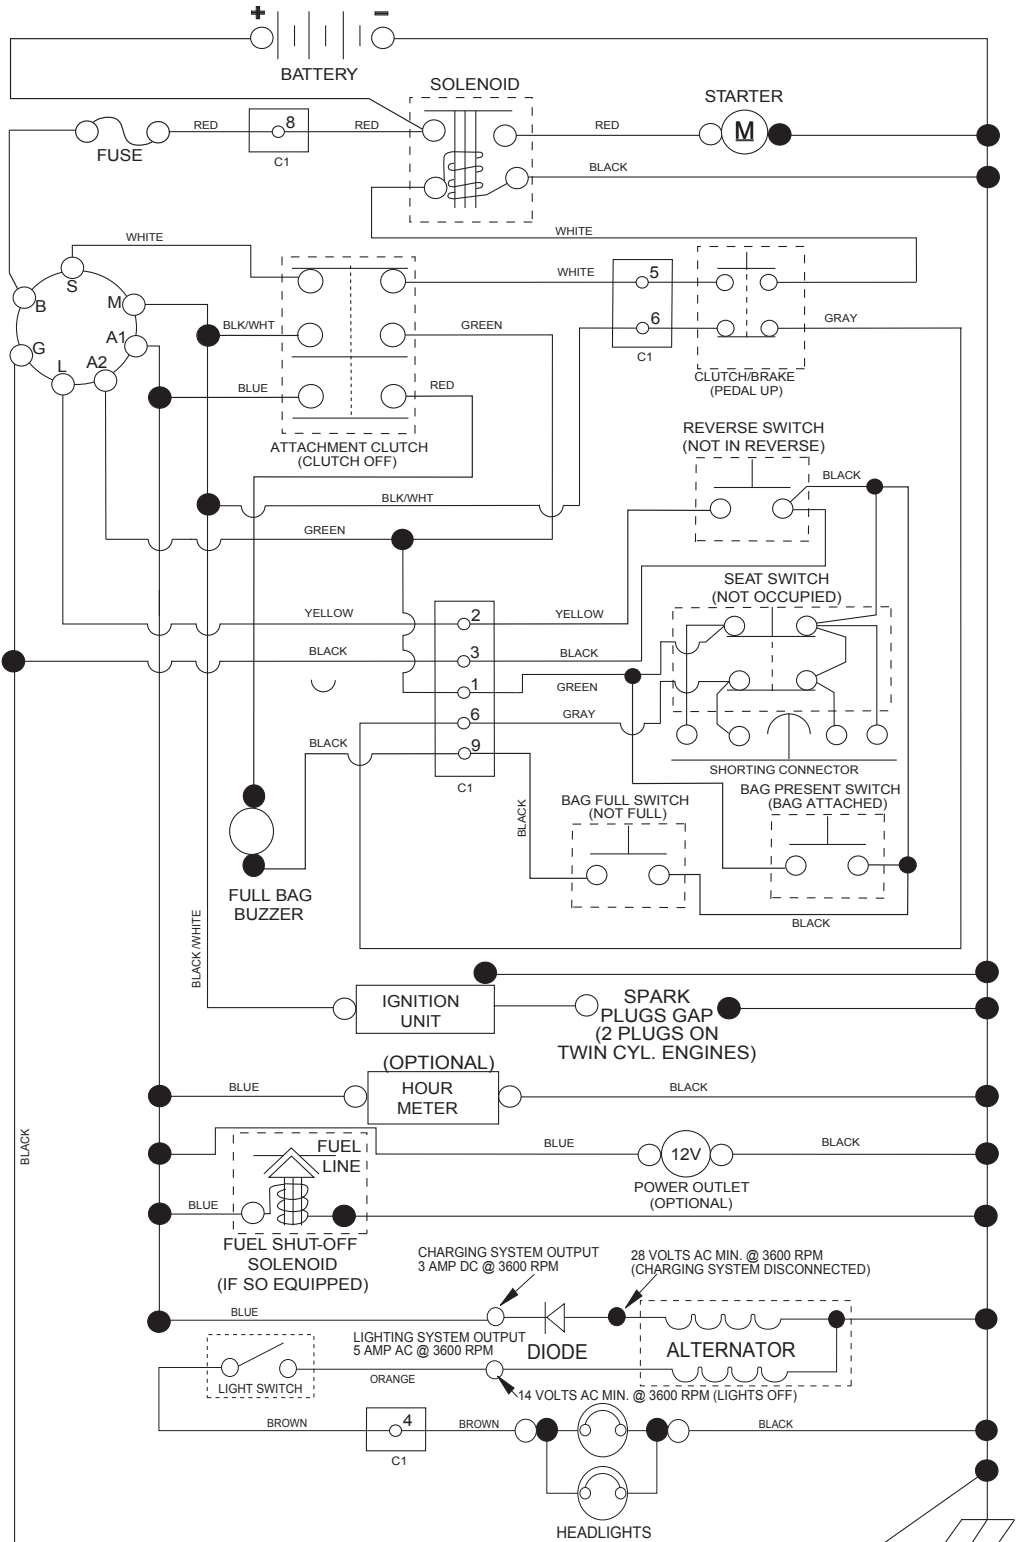 + –
BATTERY
SOLENOID
STARTER
RED
8
RED
RED
M
FUSE
C1
BLACK
WHITE
WHITE
S
WHITE
5
B
M
BLK/WHT
GREEN
6
GRAY
A1
G
C1
L
A2
BLUE
RED
CLUTCH/BRAKE
(PEDAL UP)
ATTACHMENT CLUTCH
(CLUTCH OFF)
REVERSE SWITCH
(NOT IN REVERSE)
BLACK
BLK/WHT
GREEN
SEAT SWITCH
(NOT OCCUPIED)
YELLOW
2
YELLOW
BLACK
3
BLACK
1
GREEN
6
GRAY
BLACK
9
C1
SHORTING CONNECTOR
BAG PRESENT SWITCH
(BAG ATTACHED)
BAG FULL SWITCH
(NOT FULL)
BLACK
FULL BAG
BUZZER
BLACK
BLACK /WHITE
IGNITION
UNIT
SPARK
PLUGS GAP
(2 PLUGS ON
TWIN CYL. ENGINES)
(OPTIONAL)
BLUE
HOUR
METER
BLACK
BLACK
FUEL
LINE
BLUE
12V
BLACK
POWER OUTLET
(OPTIONAL)
BLUE
FUEL SHUT-OFF
SOLENOID
(IF SO EQUIPPED)
CHARGING SYSTEM OUTPUT
3 AMP DC @ 3600 RPM
28 VOLTS AC MIN. @ 3600 RPM
(CHARGING SYSTEM DISCONNECTED)
BLUE
LIGHTING SYSTEM OUTPUT
5 AMP AC @ 3600 RPM
DIODE
ALTERNATOR
LIGHT SWITCH
ORANGE
14 VOLTS AC MIN. @ 3600 RPM (LIGHTS OFF)
BROWN
4
BROWN
BLACK
C1
HEADLIGHTS